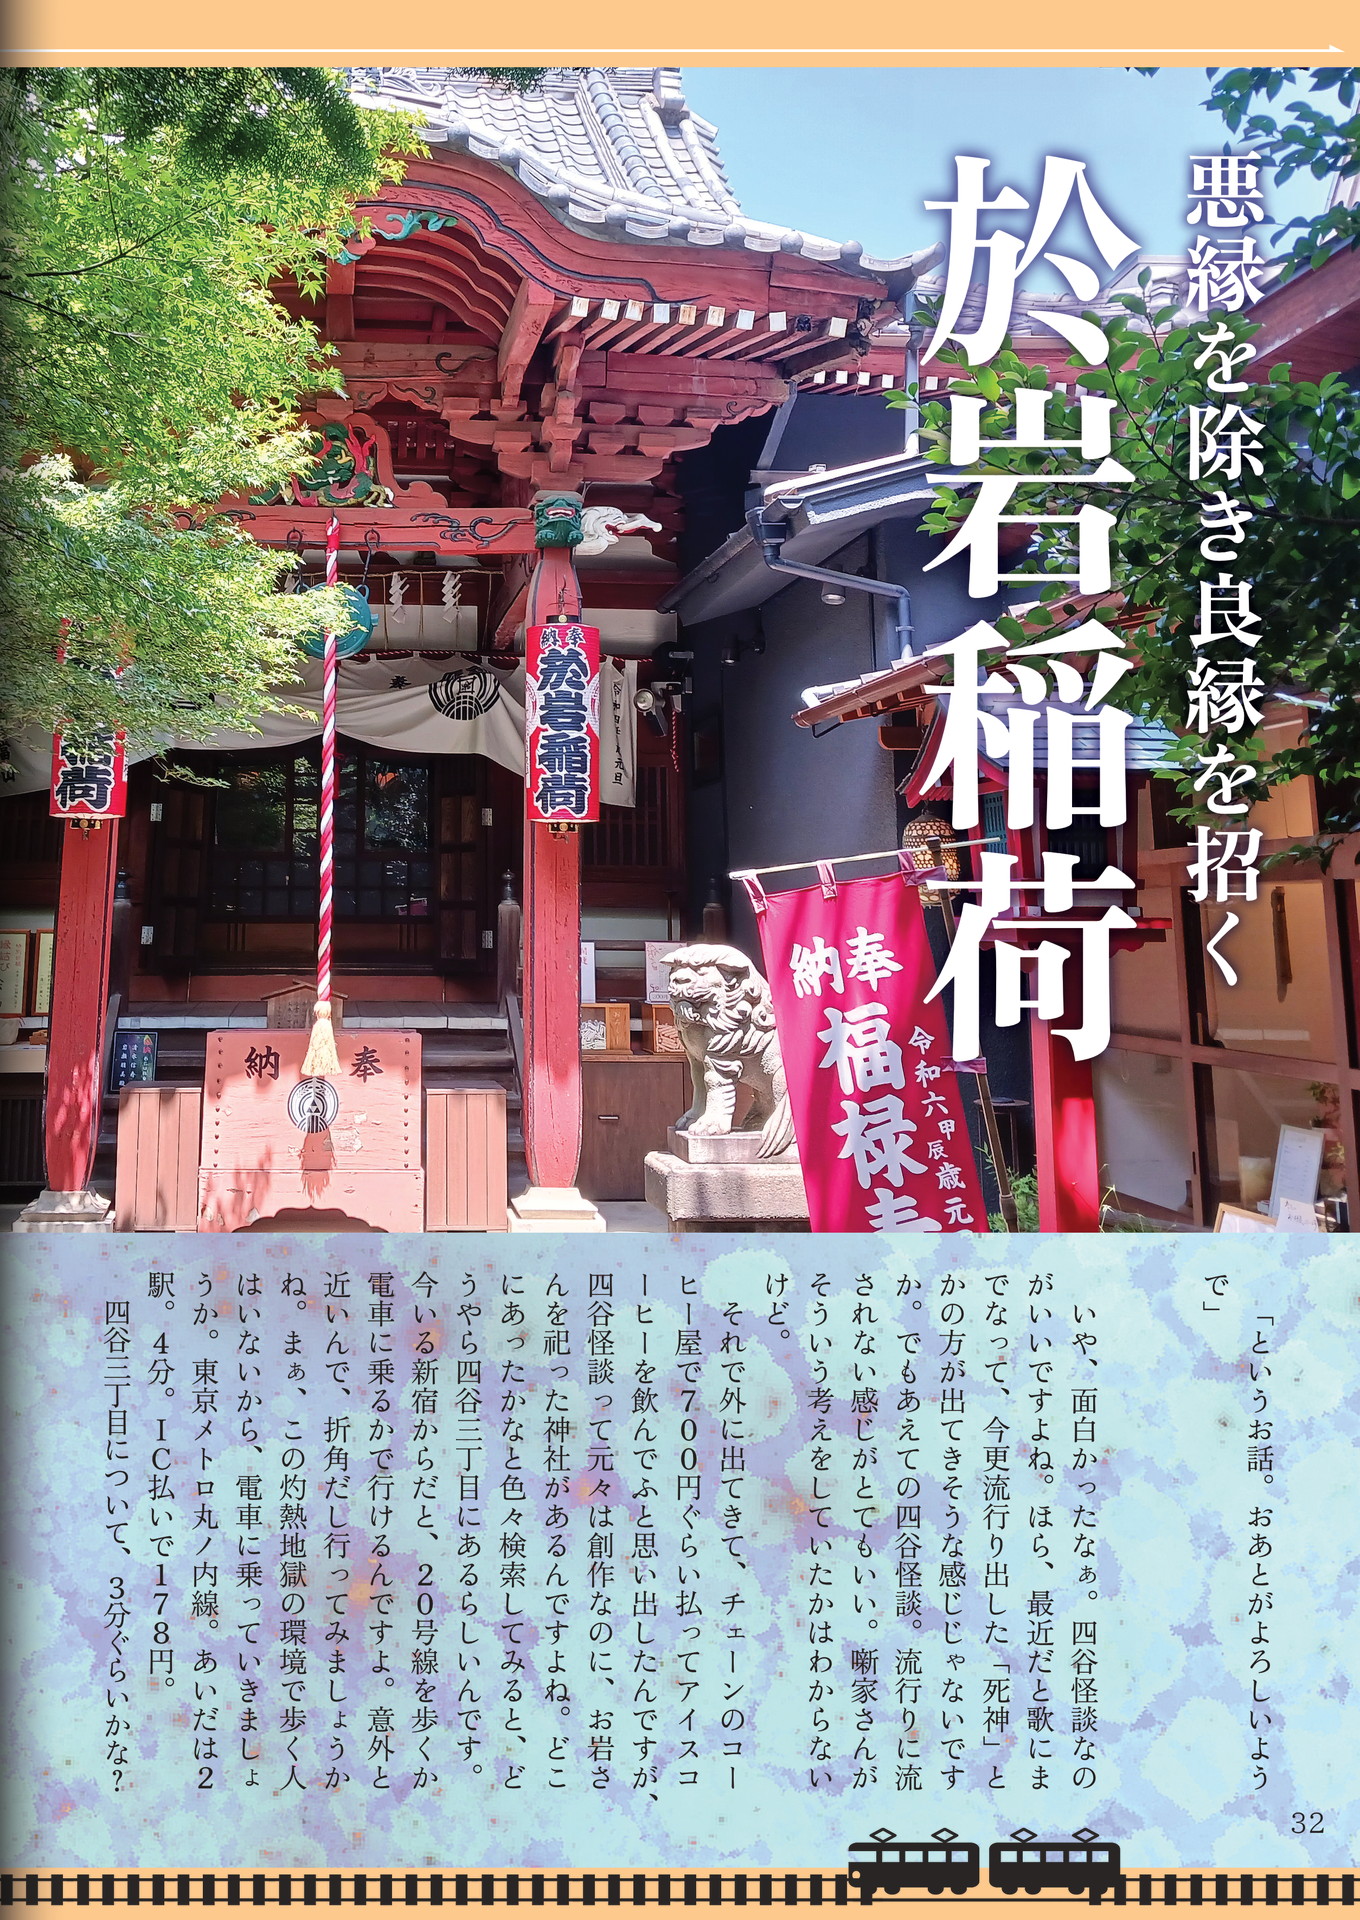 悪縁を除き良縁を招く
於岩稲荷
奉納
於岩稲荷
稲荷
奉
奉納
奉納
福禄寿
令和六甲辰歳元
「というお話。おあとがよろしいよう
で」
いや、面白かったなぁ。四谷怪談なの
がいいですよね。ほら、最近だと歌にま
でなって、今更流行り出した「死神」と
かの方が出てきそうな感じじゃないです
か。でもあえての四谷怪談。流行りに流
されない感じがとてもいい。噺家さんが
そういう考えをしていたかはわからない
けど。
それで外に出てきて、チェーンのコー
ヒー屋で700円ぐらい払ってアイスコ
ーヒーを飲んでふと思い出したんですが、
四谷怪談って元々は創作なのに、お岩さ
んを祀った神社があるんですよね。どこ
にあったかなと色々検索してみると、ど
うやら四谷三丁目にあるらしいんです。
今いる新宿からだと、20号線を歩くか
電車に乗るかで行けるんですよ。意外と
近いんで、折角だし行ってみましょうか
ね。まぁ、この灼熱地獄の環境で歩く人
はいないから、電車に乗っていきましょ
うか。東京メトロ丸ノ内線。あいだは2
駅。4分。IC払いで178円。
四谷三丁目について、3分ぐらいかな？
32